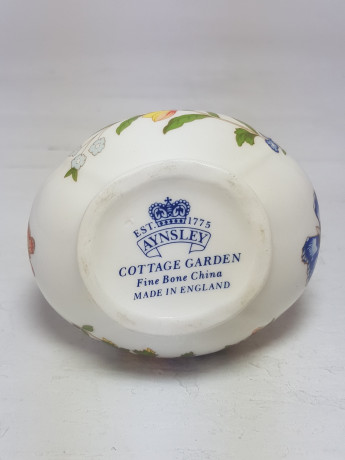 EST. 1775
AYNSLEY
COTTAGE GARDEN
Fine Bone China
MADE IN ENGLAND